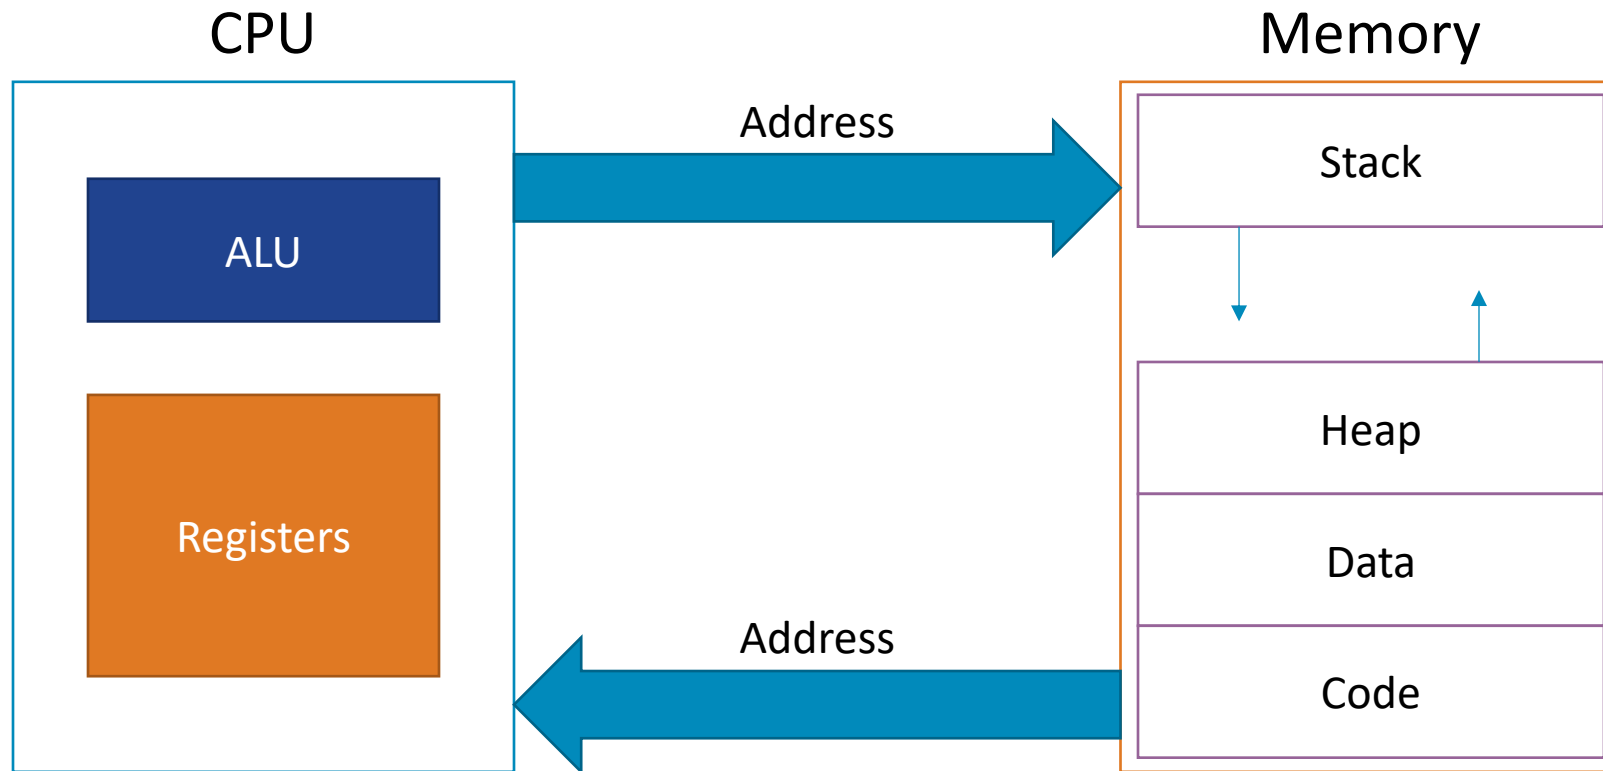 CPU
Memory
Address
Stack
ALU
Heap
Registers
Data
Address
Code